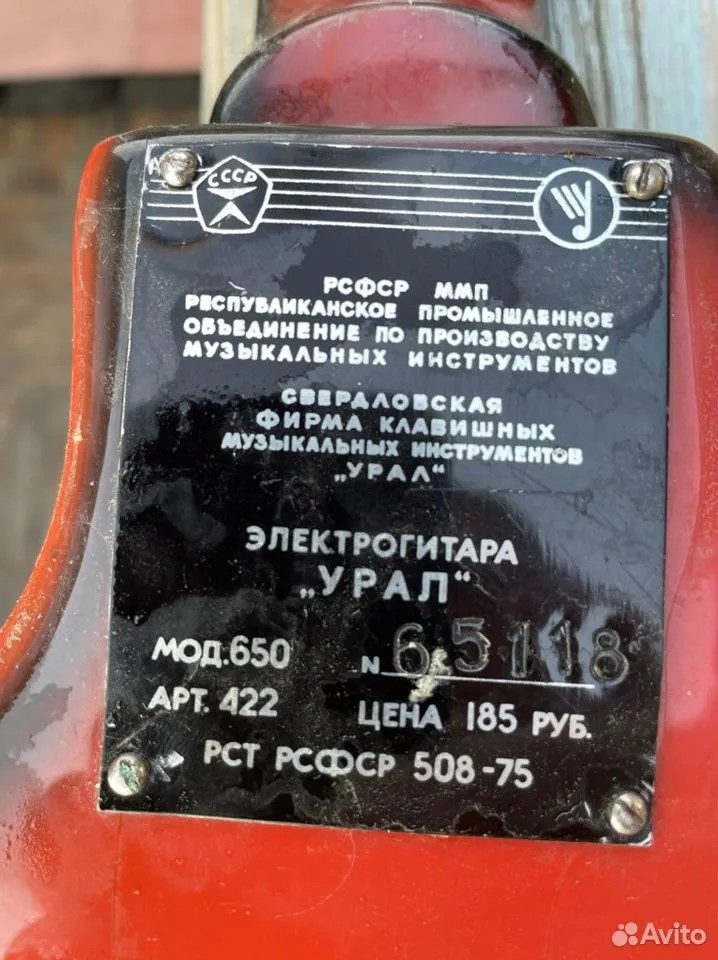 СССР
РСФСР ММП
РЕСПУБЛИКАНСКОЕ ПРОМЫШЛЕННОЕ
ОБЪЕДИНЕНИЕ ПО ПРОИЗВОДСТВУ
МУЗЫКАЛЬНЫХ ИНСТРУМЕНТОВ
СВЕРДЛОВСКАЯ
ФИРМА КЛАВИШНЫХ
МУЗЫКАЛЬНЫХ ИНСТРУМЕНТОВ
„УРАЛ“
ЭЛЕКТРОГИТАРА
„УРАЛ“
МОД.650 N 65118
АРТ. 422 ЦЕНА 185 РУБ.
РСТ РСФСР 508-75
Avito